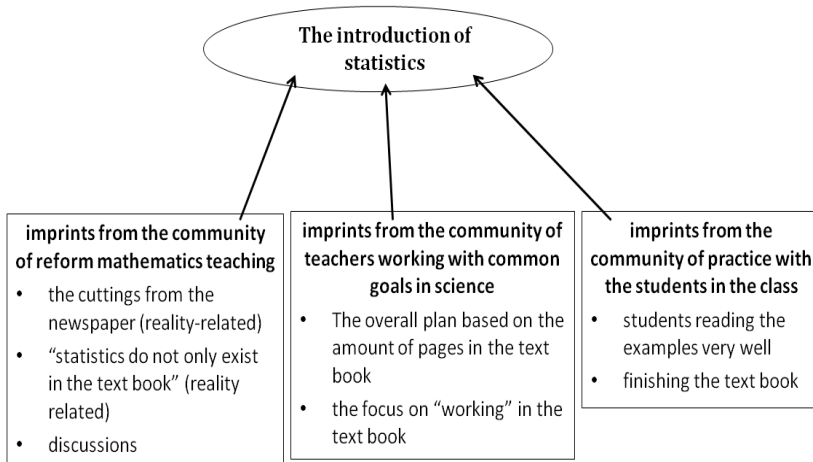 The introduction of
statistics
imprints from the community
of reform mathematics teaching
• the cuttings from the
newspaper (reality-related)
• “statistics do not only exist
in the text book” (reality
related)
• discussions
imprints from the community of
teachers working with common
goals in science
• The overall plan based on the
amount of pages in the text
book
• the focus on “working” in the
text book
imprints from the
community of practice with
the students in the class
• students reading the
examples very well
• finishing the text book